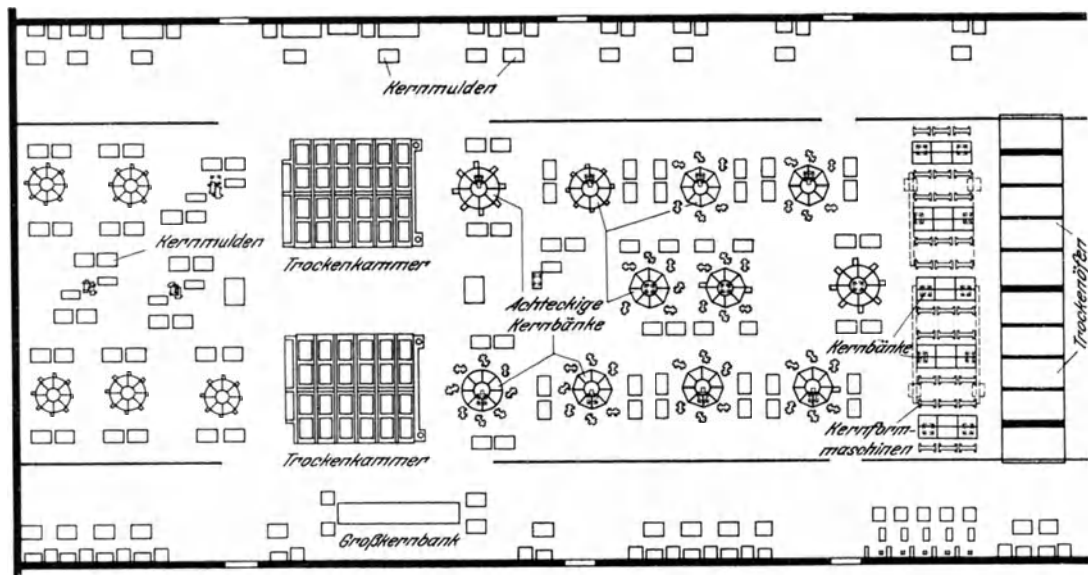 Kernmulden
Kernmulden
Trockenkammer
Achteckige
Kernbänke
Trockenöfen
Kernbänke
Kernform-
maschinen
Trockenkammer
Großkernbank